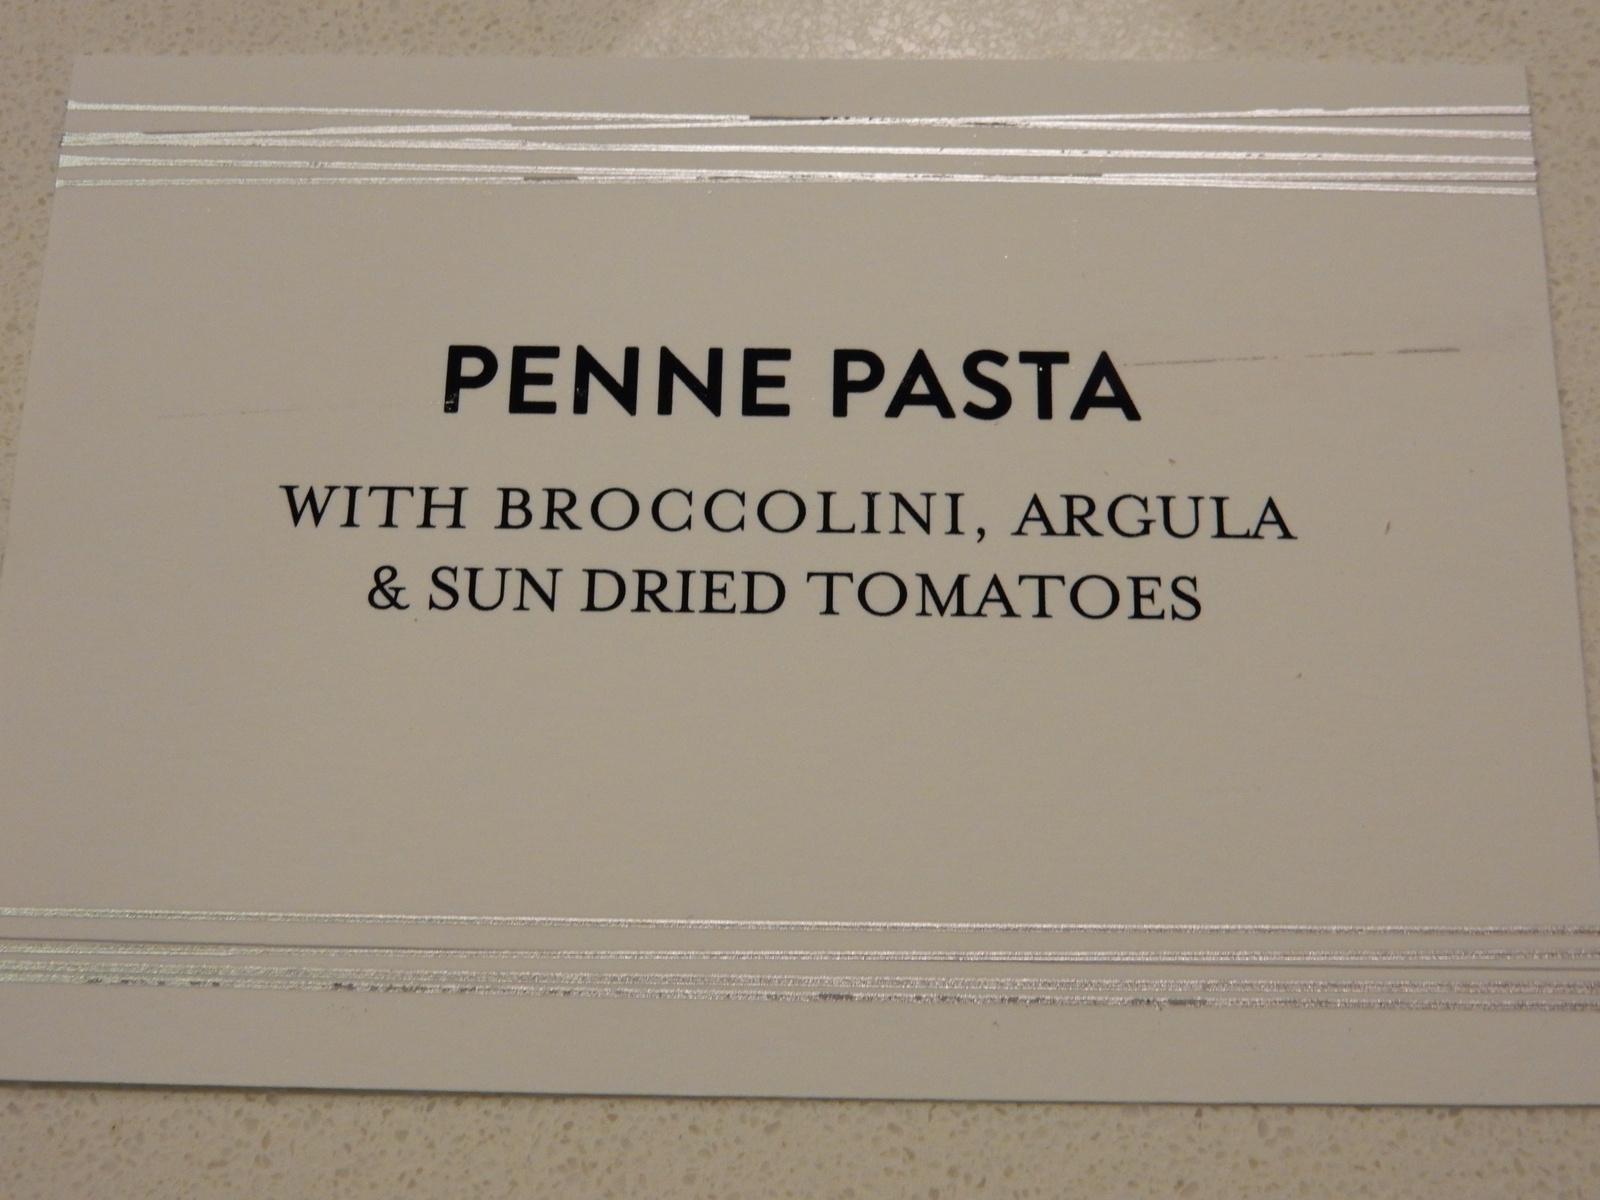 PENNE PASTA
WITH BROCCOLINI, ARGULA
& SUN DRIED TOMATOES